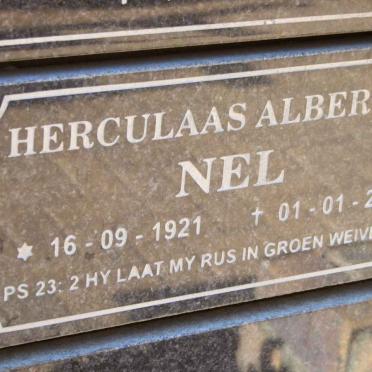 HERCULAAS ALBER
NEL
16 - 09 - 1921 † 01 - 01 - 2
PS 23: 2 HY LAAT MY RUS IN GROEN WEIVE